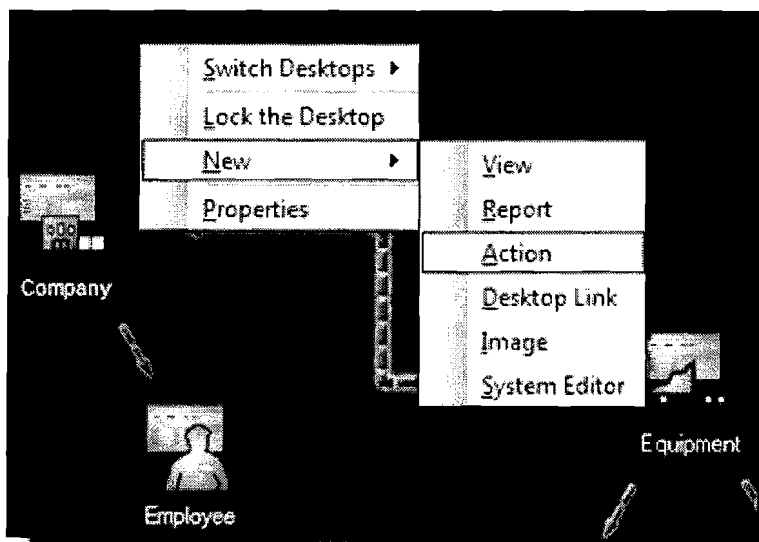 Switch Desktops
Lock the Desktop
New
Properties
View
Report
Action
Desktop Link
Image
System Editor
Company
Employee
Equipment